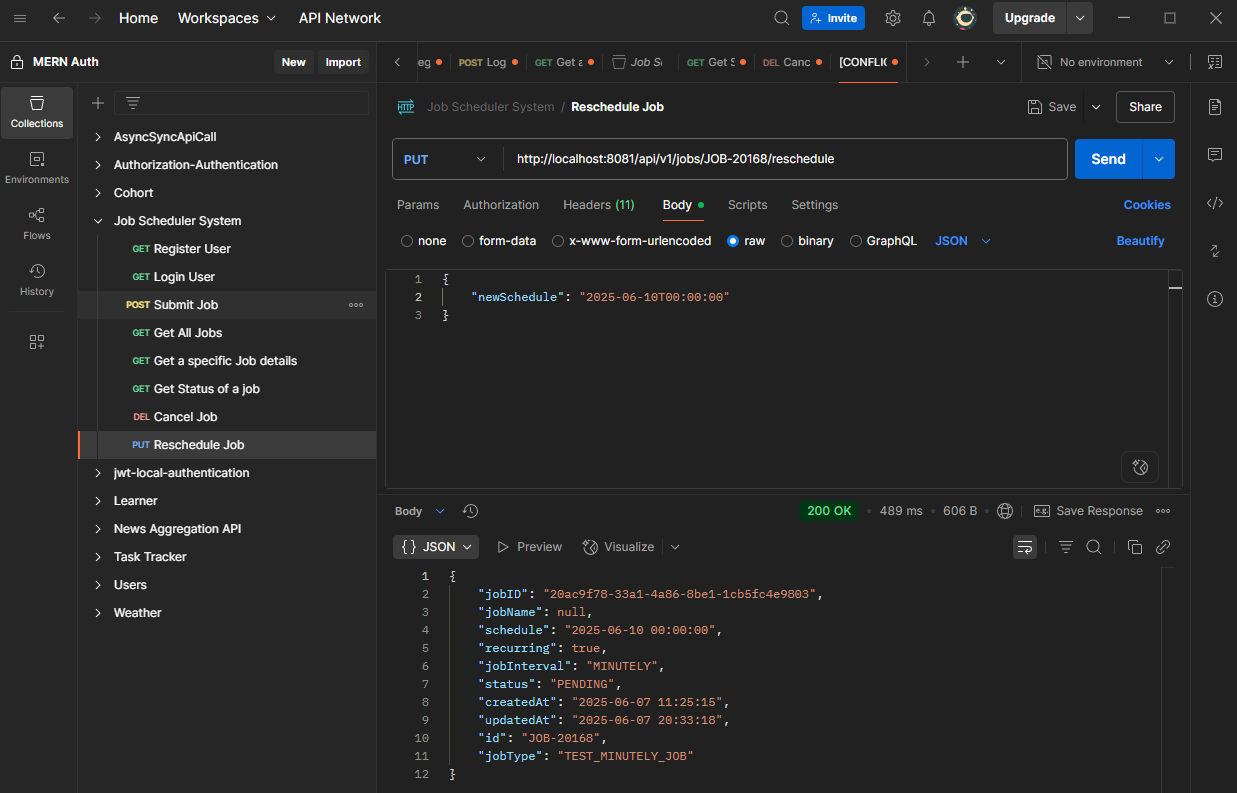 Home Workspaces API Network Invite Upgrade
MERN Auth New Import
eg POST Log GET Get a Job Sc GET Get S DEL Canc [CONFLIC No environment
Collections
Environments
Flows
History
AsyncSyncApiCall
Authorization-Authentication
Cohort
Job Scheduler System
GET Register User
GET Login User
POST Submit Job
GET Get All Jobs
GET Get a specific Job details
GET Get Status of a job
DEL Cancel Job
PUT Reschedule Job
jwt-local-authentication
Learner
News Aggregation API
Task Tracker
Users
Weather
HTTP Job Scheduler System / Reschedule Job Save Share
PUT http://localhost:8081/api/v1/jobs/JOB-20168/reschedule Send
Params Authorization Headers (11) Body Scripts Settings Cookies
none form-data x-www-form-urlencoded raw binary GraphQL JSON Beautify
1 {
2 "newSchedule": "2025-06-10T00:00:00"
3 }
Body 200 OK • 489 ms • 606 B • e.g. Save Response
{} JSON Preview Visualize
1 {
2 "jobID": "20ac9f78-33a1-4a86-8be1-1cb5fc4e9803",
3 "jobName": null,
4 "schedule": "2025-06-10 00:00:00",
5 "recurring": true,
6 "jobInterval": "MINUTELY",
7 "status": "PENDING",
8 "createdAt": "2025-06-07 11:25:15",
9 "updatedAt": "2025-06-07 20:33:18",
10 "id": "JOB-20168",
11 "jobType": "TEST_MINUTELY_JOB"
12 }